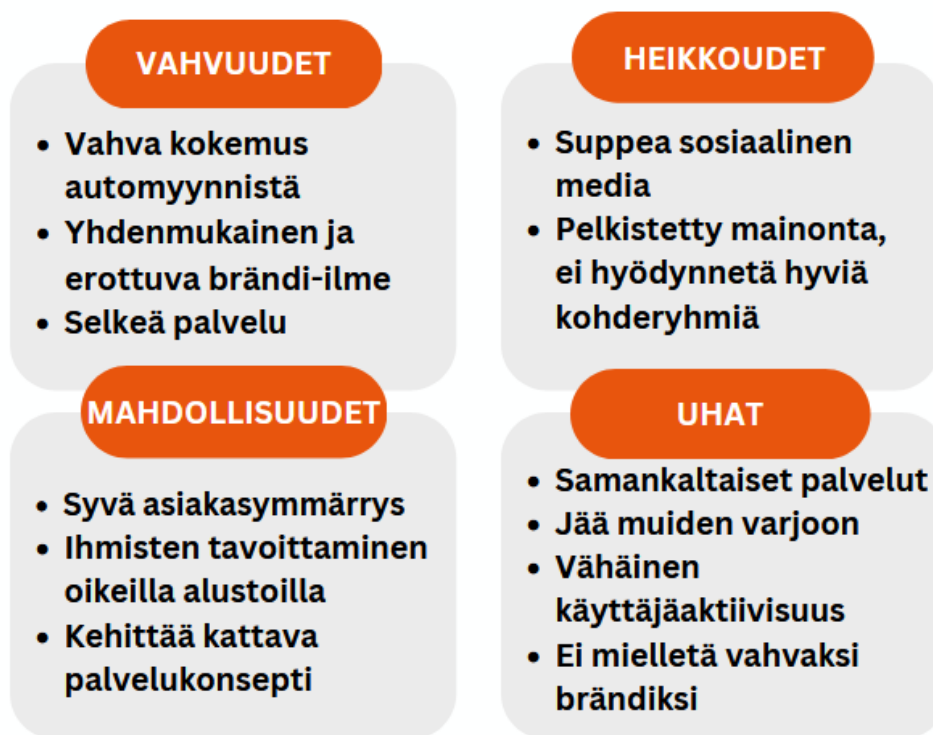 VAHVUUDET
• Vahva kokemus
automyynnistä
• Yhdenmukainen ja
erottuva brändi-ilme
• Selkeä palvelu
HEIKKOUDET
• Suppea sosiaalinen
media
• Pelkistetty mainonta,
ei hyödynnetä hyviä
kohderyhmiä
MAHDOLLISUUDET
• Syvä asiakasymmärrys
• Ihmisten tavoittaminen
oikeilla alustoilla
• Kehittää kattava
palvelukonsepti
UHAT
• Samankaltaiset palvelut
• Jää muiden varjoon
• Vähäinen
käyttäjäaktiivisuus
• Ei mielletä vahvaksi
brändiksi